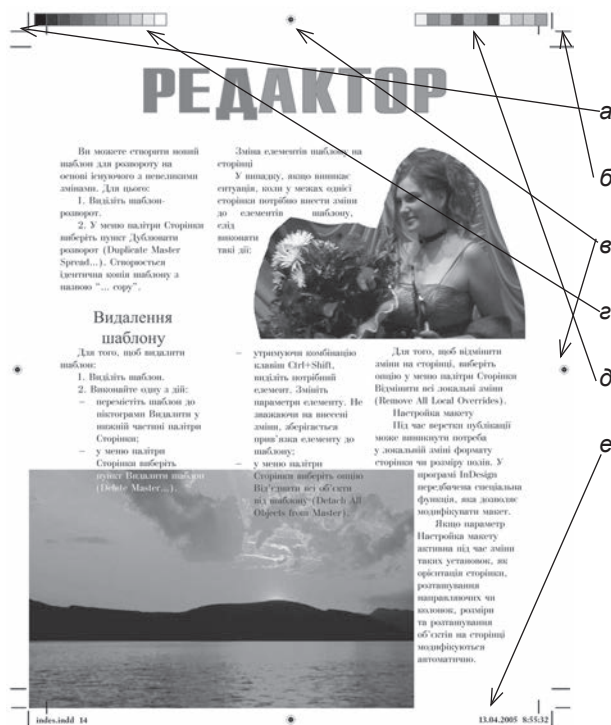 РЕДАКТОР
Ви можете створити новий
шаблон для розвороту на
основі існуючого з невеликими
змінами. Для цього:
1. Виділіть шаблон-
розворот.
2. У меню палітри Сторінки
виберіть пункт Дублювати
розворот (Duplicate Master
Spread...). Створюється
ідентична копія шаблону з
назвою "... copy".
Видалення
шаблону
Для того, щоб видалити
шаблон:
1. Виділіть шаблон.
2. Виконайте одну з дій:
– перемістіть шаблон до
піктограми Видалити у
нижній частині палітри
Сторінки;
– у меню палітри
Сторінки виберіть
пункт Видалити шаблон
(Delete Master...).
Зміна елементів шаблону на
сторінці
У випадку, якщо виникає
ситуація, коли у межах однієї
сторінки потрібно внести зміни
до елементів шаблону,
слід
виконати
такі дії:
– утримуючи комбінацію
клавіш Ctrl+Shift,
виділіть потрібний
елемент. Змініть
параметри елементу. Не
зважаючи на внесені
зміни, зберігається
прив'язка елементу до
шаблону;
– у меню палітри
Сторінки виберіть опцію
Від'єднати всі об'єкти
від шаблону (Detach All
Objects from Master).
Для того, щоб відмінити
зміни на сторінці, виберіть
опцію у меню палітри Сторінки
Відмінити всі локальні зміни
(Remove All Local Overrides).
Настройка макету
Під час верстки публікації
може виникнути потреба
у локальній зміні формату
сторінки чи розміру полів. У
програмі InDesign
передбачена спеціальна
функція, яка дозволяє
модифікувати макет.
Якщо параметр
Настройка макету
активна під час зміни
таких установок, як
орієнтація сторінки,
розташування
направляючих чи
колонок, розміри
та розташування
об'єктів на сторінці
модифікуються
автоматично.
index.indd 14
13.04.2005 8:55:32
а
б
в
г
д
е